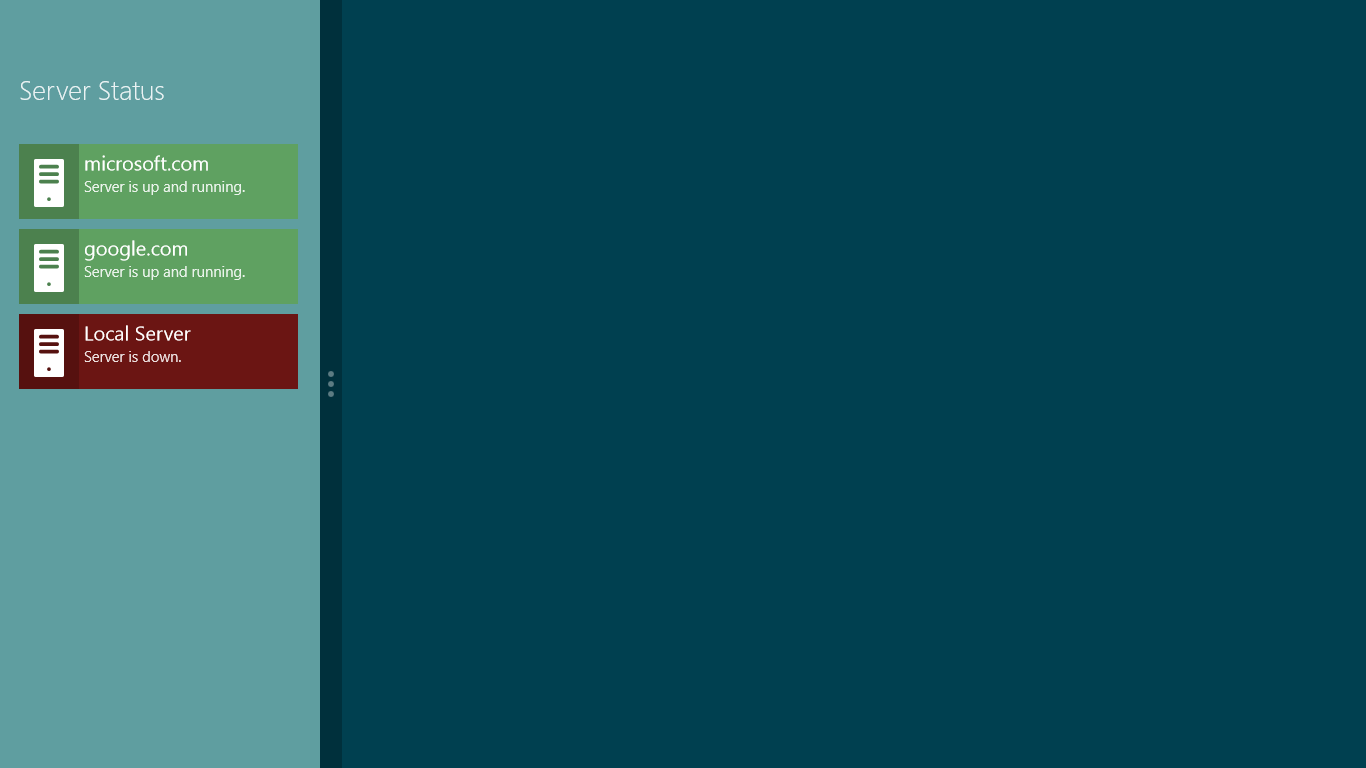 Server Status
microsoft.com
Server is up and running.
google.com
Server is up and running.
Local Server
Server is down.